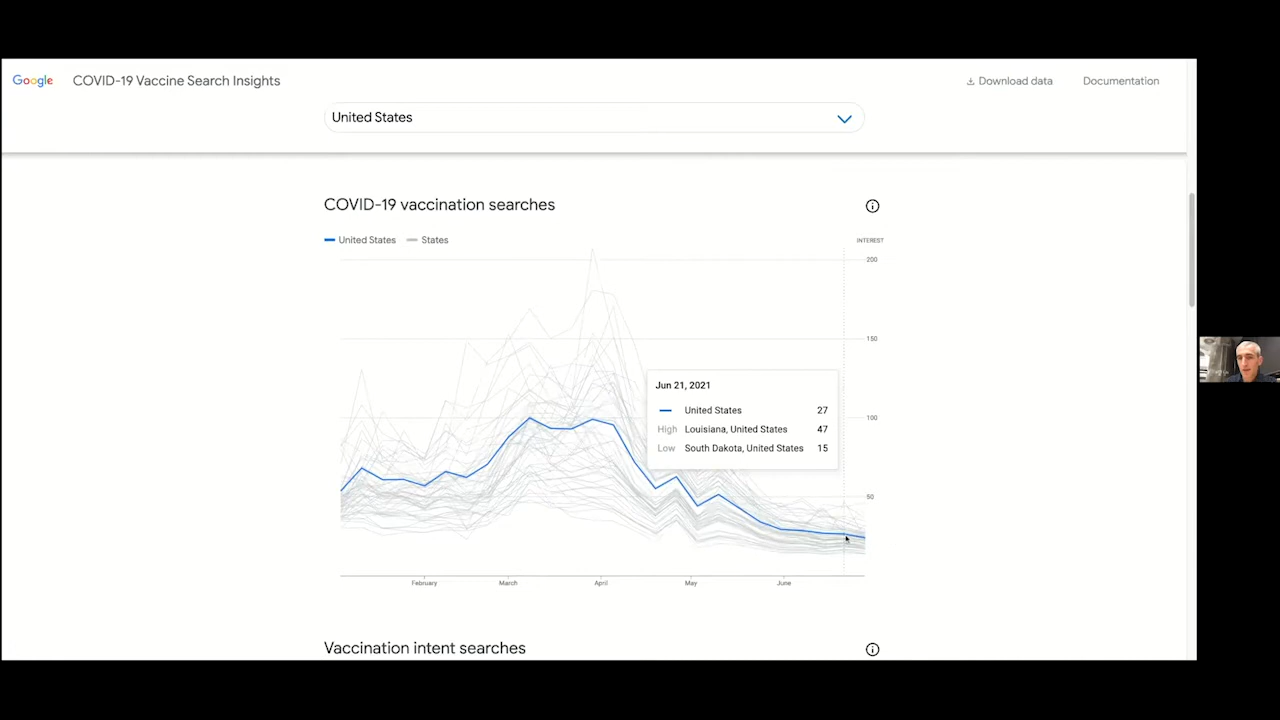 Google COVID-19 Vaccine Search Insights Download data Documentation
United States
COVID-19 vaccination searches
United States States
INTEREST
200
150
Jun 21, 2021
United States 27
High Louisiana, United States 47
Low South Dakota, United States 15
100
50
February March April May June
Vaccination intent searches